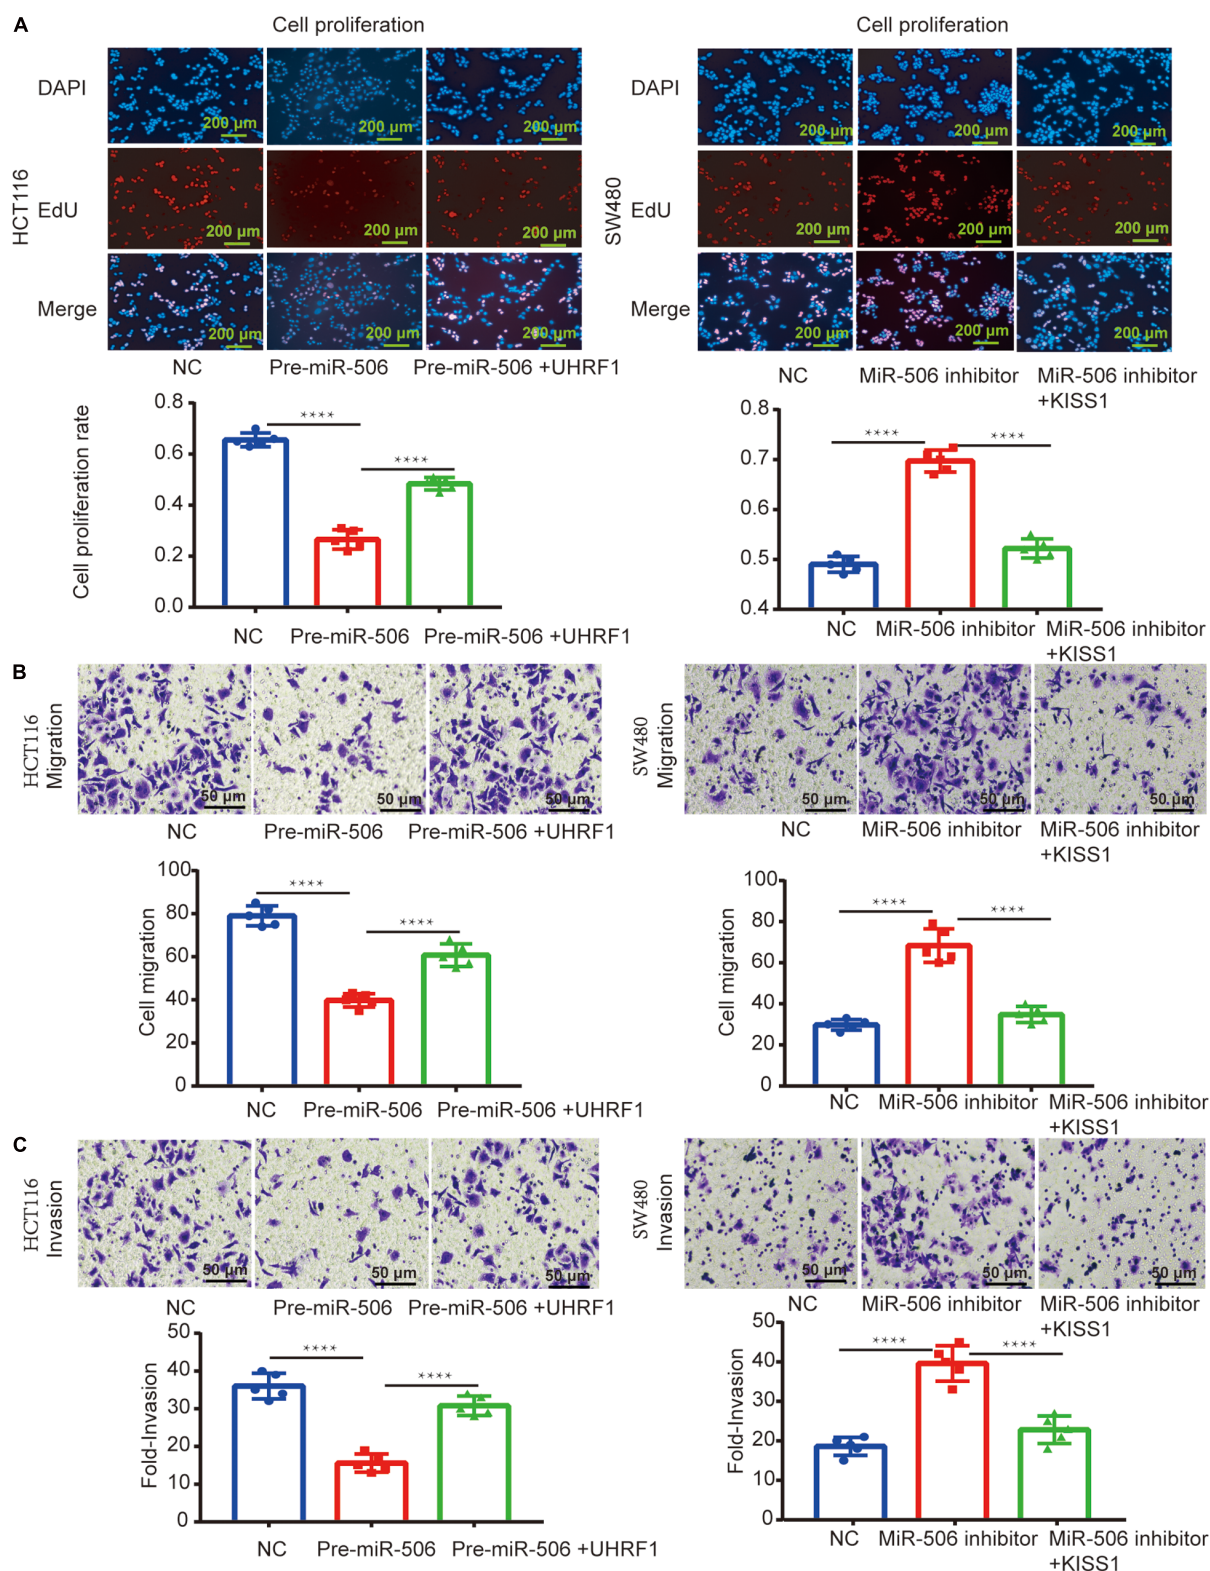 A
Cell proliferation
Cell proliferation
DAPI
200 µm
200 µm
200 µm
DAPI
200 µm
200 µm
200 µm
HCT116
EdU
200 µm
200 µm
200 µm
SW480
EdU
200 µm
200 µm
200 µm
Merge
200 µm
200 µm
200 µm
Merge
200 µm
200 µm
200 µm
NC
Pre-miR-506
Pre-miR-506 +UHRF1
NC
MiR-506 inhibitor
MiR-506 inhibitor
+KISS1
Cell proliferation rate
0.8
0.6
0.4
0.2
0.0
****
****
NC
Pre-miR-506
Pre-miR-506 +UHRF1
0.8
0.7
0.6
0.5
0.4
****
****
NC
MiR-506 inhibitor
MiR-506 inhibitor
+KISS1
B
HCT116
Migration
50 µm
50 µm
50 µm
NC
Pre-miR-506
Pre-miR-506 +UHRF1
SW480
Migration
50 µm
50 µm
50 µm
NC
MiR-506 inhibitor
MiR-506 inhibitor
+KISS1
Cell migration
100
80
60
40
20
0
****
****
NC
Pre-miR-506
Pre-miR-506 +UHRF1
Cell migration
100
80
60
40
20
0
****
****
NC
MiR-506 inhibitor
MiR-506 inhibitor
+KISS1
C
HCT116
Invasion
50 µm
50 µm
50 µm
NC
Pre-miR-506
Pre-miR-506 +UHRF1
SW480
Invasion
50 µm
50 µm
50 µm
NC
MiR-506 inhibitor
MiR-506 inhibitor
+KISS1
Fold-Invasion
50
40
30
20
10
0
****
****
NC
Pre-miR-506
Pre-miR-506 +UHRF1
Fold-Invasion
50
40
30
20
10
0
****
****
NC
MiR-506 inhibitor
MiR-506 inhibitor
+KISS1